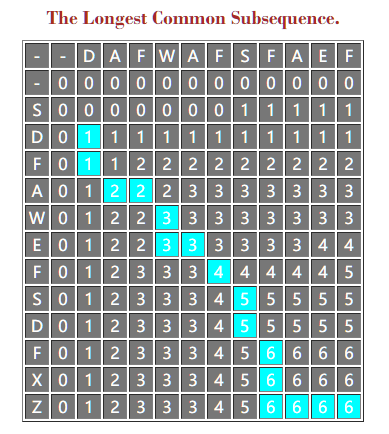 The Longest Common Subsequence.
- - D A F W A F S F A E F
- 0 0 0 0 0 0 0 0 0 0 0 0
S 0 0 0 0 0 0 0 1 1 1 1 1
D 0 1 1 1 1 1 1 1 1 1 1 1
F 0 1 1 2 2 2 2 2 2 2 2 2
A 0 1 2 2 2 3 3 3 3 3 3 3
W 0 1 2 2 3 3 3 3 3 3 3 3
E 0 1 2 2 3 3 3 3 3 3 4 4
F 0 1 2 3 3 3 4 4 4 4 4 5
S 0 1 2 3 3 3 4 5 5 5 5 5
D 0 1 2 3 3 3 4 5 5 5 5 5
F 0 1 2 3 3 3 4 5 6 6 6 6
X 0 1 2 3 3 3 4 5 6 6 6 6
Z 0 1 2 3 3 3 4 5 6 6 6 6